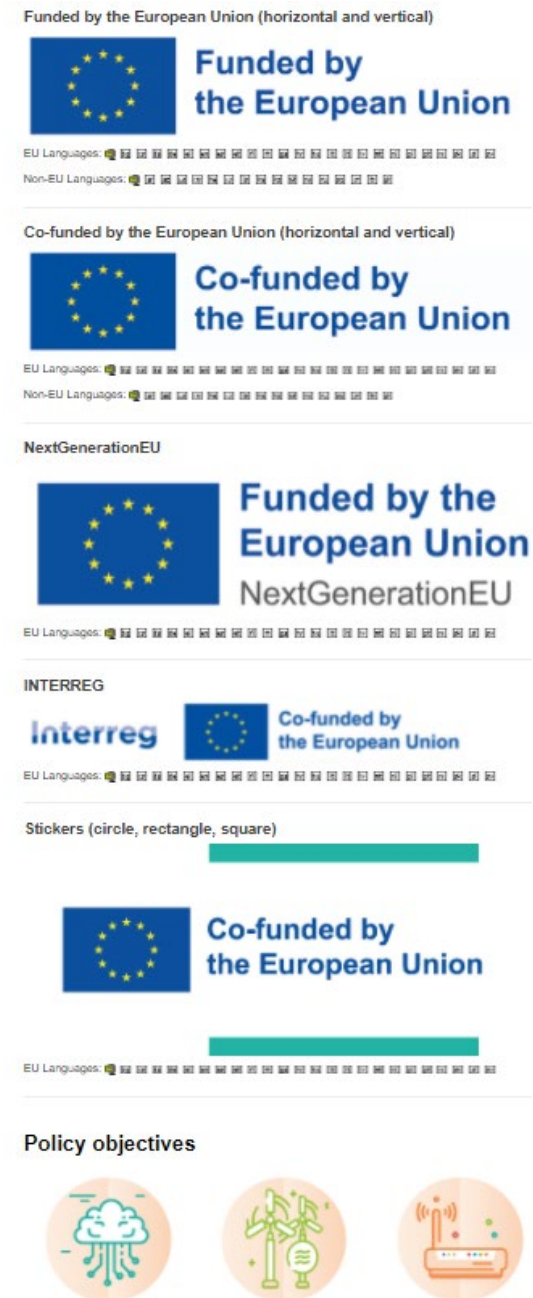 Funded by the European Union (horizontal and vertical)
Funded by
the European Union
EU Languages:
Non-EU Languages:
Co-funded by the European Union (horizontal and vertical)
Co-funded by
the European Union
EU Languages:
Non-EU Languages:
NextGenerationEU
Funded by the
European Union
NextGenerationEU
EU Languages:
INTERREG
Interreg
Co-funded by
the European Union
EU Languages:
Stickers (circle, rectangle, square)
Co-funded by
the European Union
EU Languages:
Policy objectives